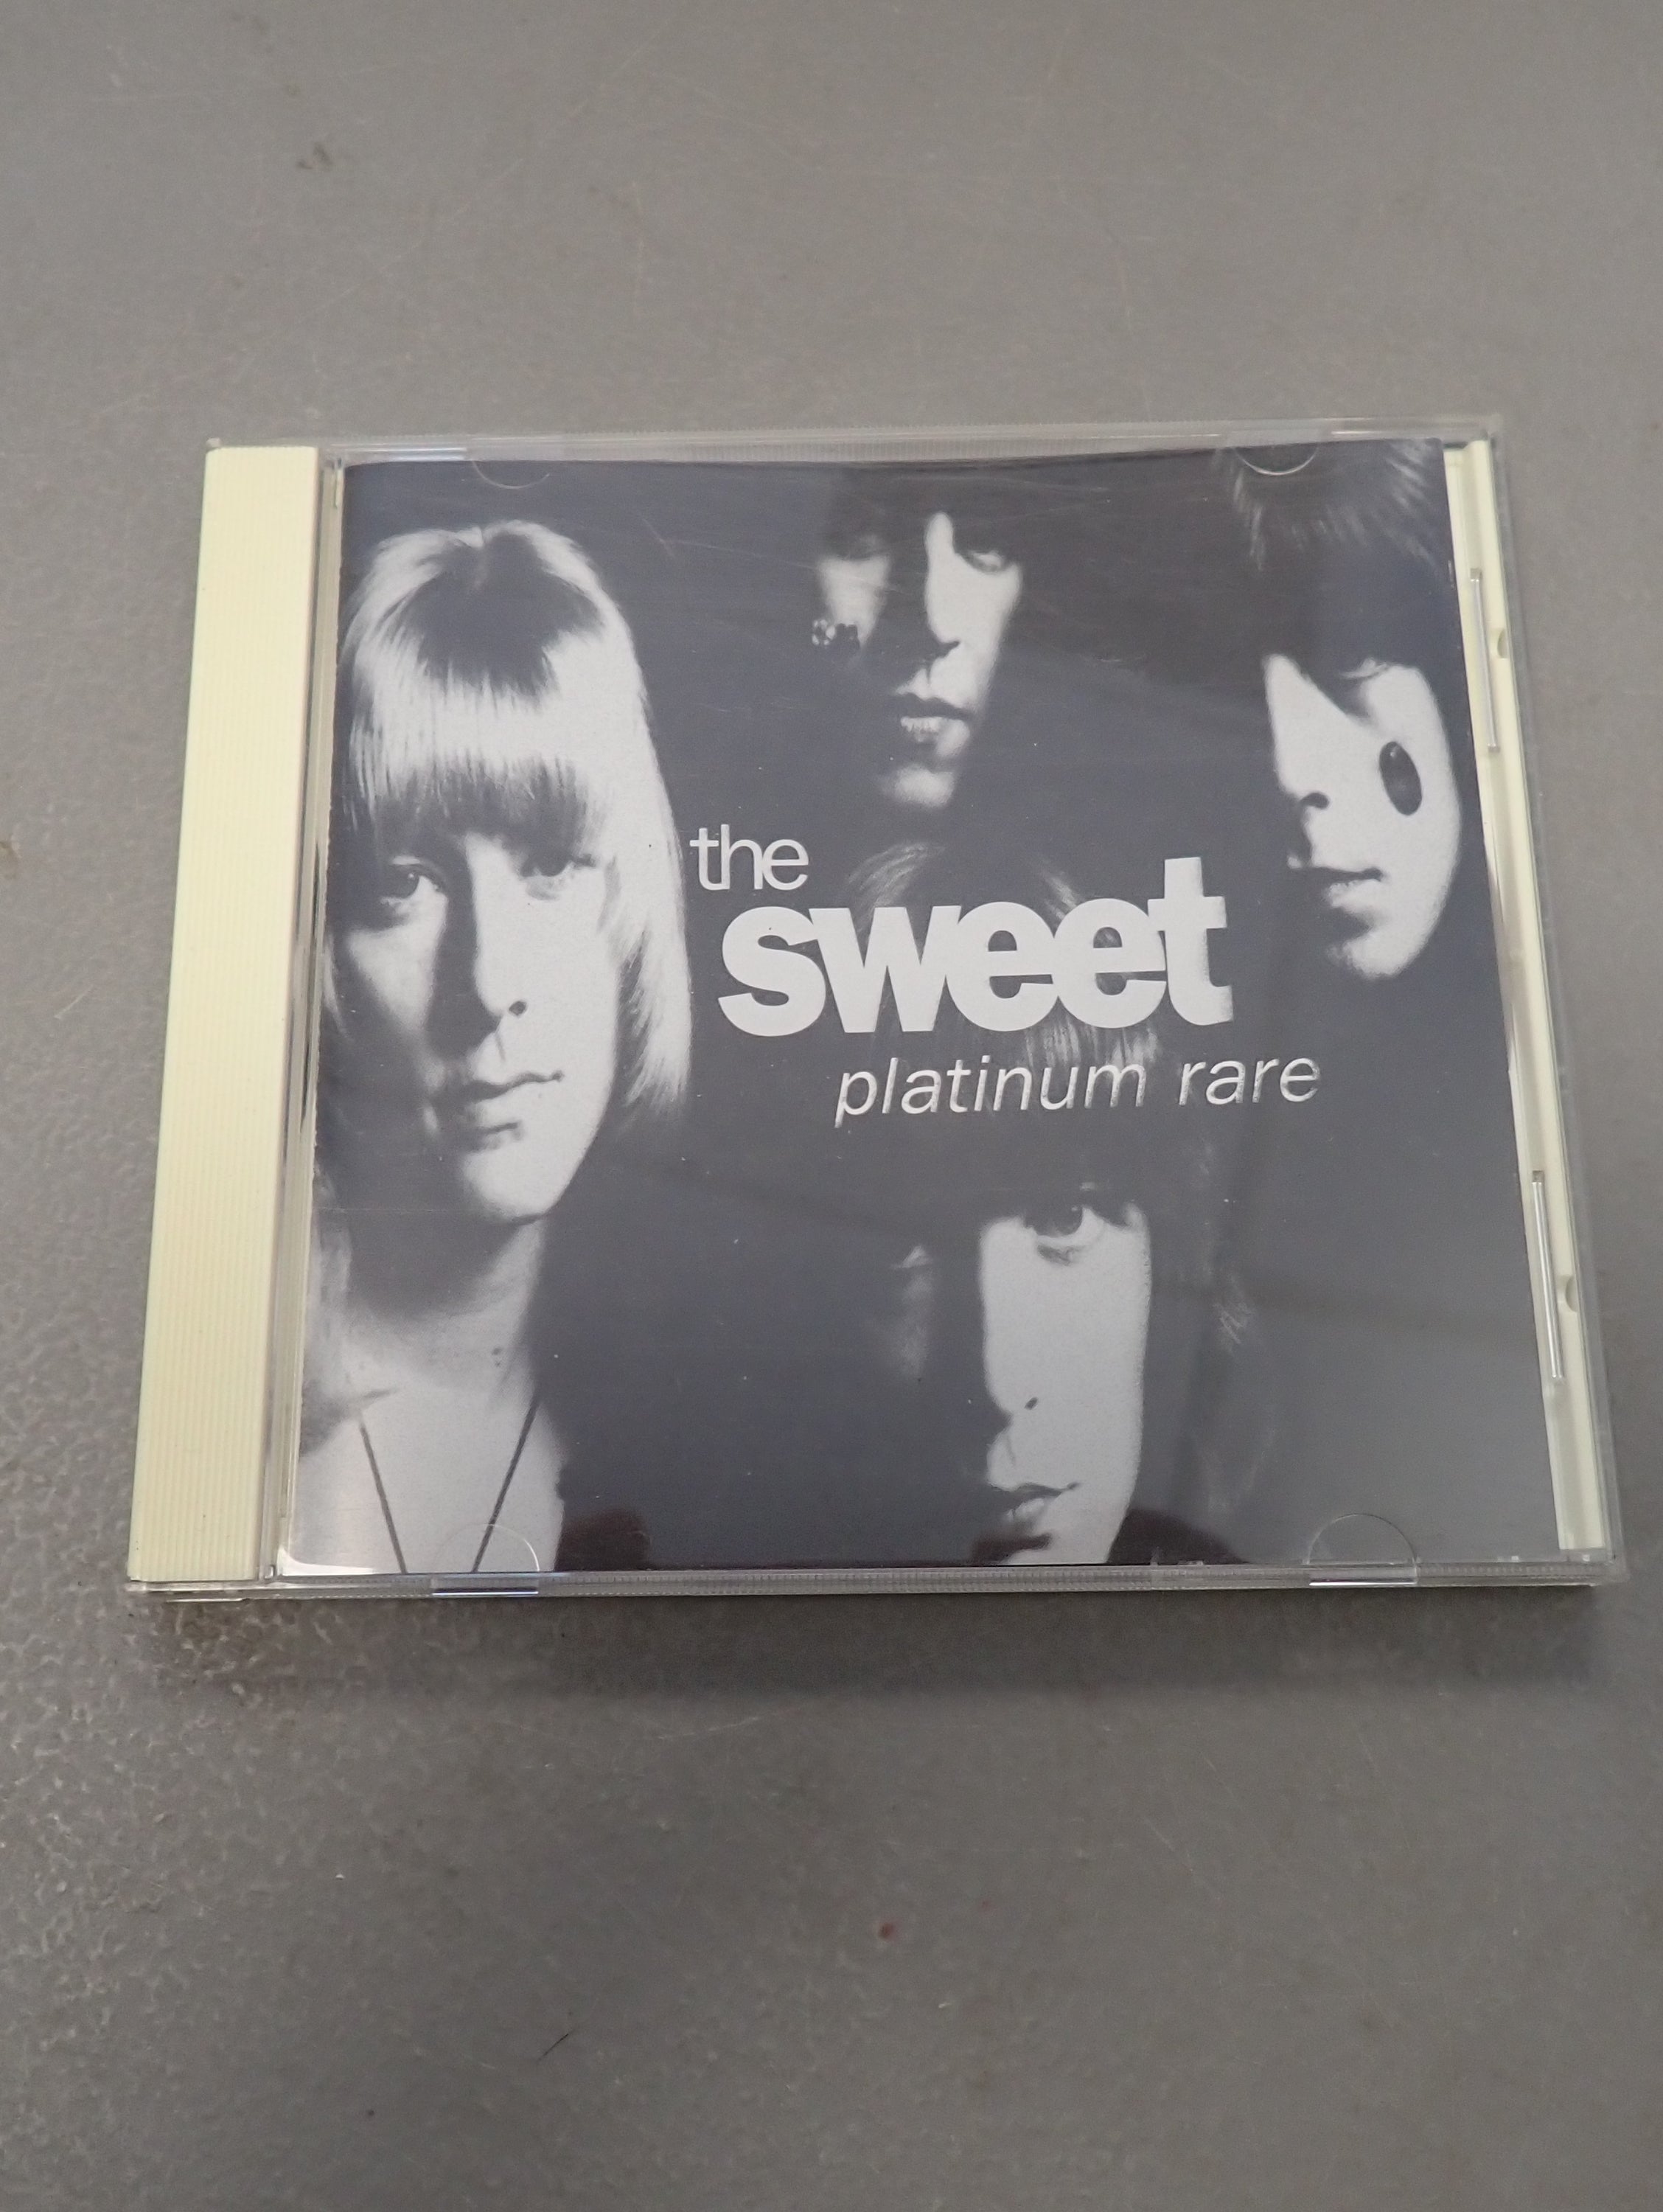 the
sweet
platinum rare